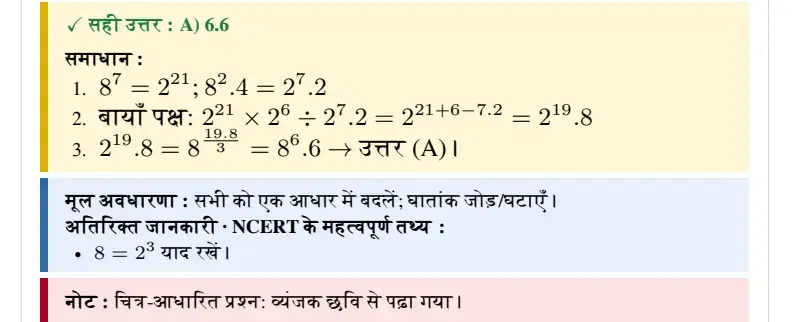 ✓ सही उत्तर : A) 6.6
समाधान :
1. 8^7 = 2^{21}; 8^2.4 = 2^7.2
2. बायाँ पक्ष: 2^{21} × 2^6 ÷ 2^7.2 = 2^{21+6−7.2} = 2^{19}.8
3. 2^{19}.8 = 8^{\frac{19.8}{3}} = 8^6.6 → उत्तर (A)।
मूल अवधारणा : सभी को एक आधार में बदलें; घातांक जोड़/घटाएँ।
अतिरिक्त जानकारी · NCERT के महत्वपूर्ण तथ्य :
• 8 = 2^3 याद रखें।
नोट : चित्र-आधारित प्रश्न: व्यंजक छवि से पढ़ा गया।